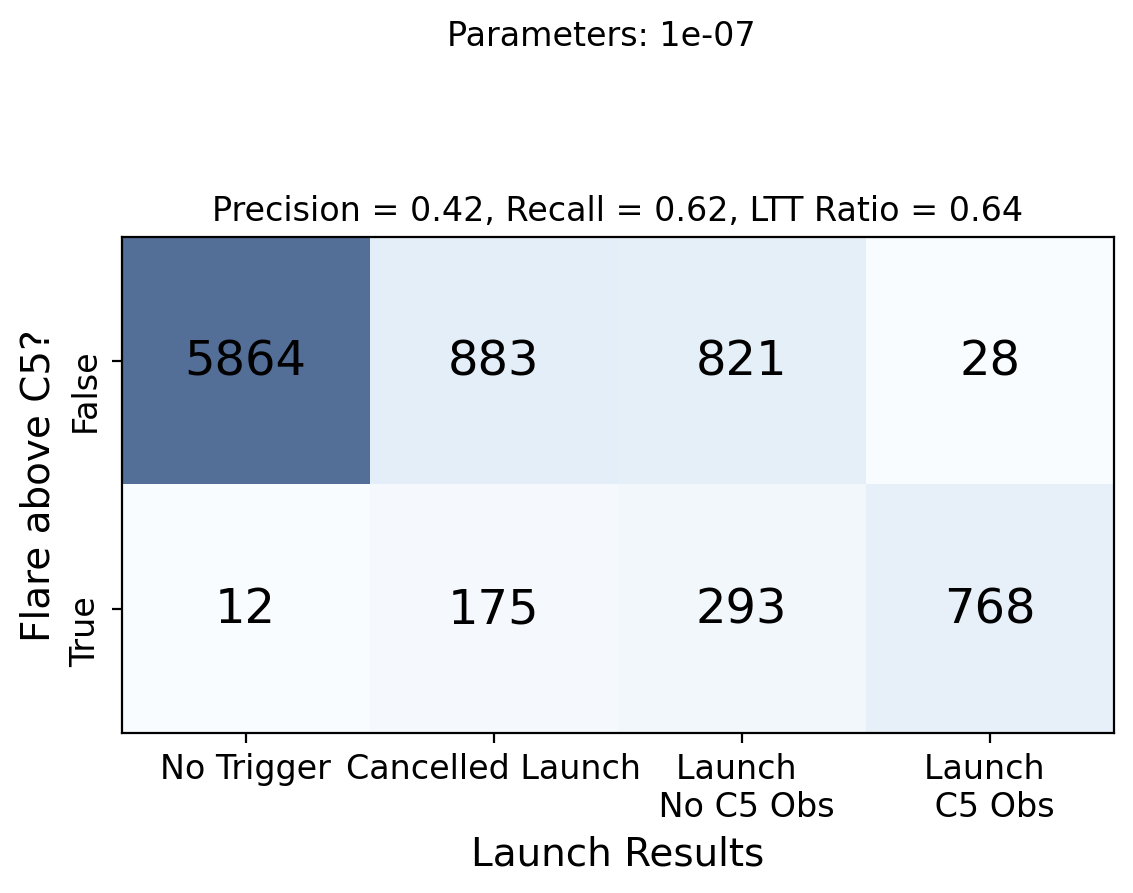 Parameters: 1e-07
Precision = 0.42, Recall = 0.62, LTT Ratio = 0.64
Flare above C5?
False
5864 883 821 28
True
12 175 293 768
No Trigger Cancelled Launch Launch Launch
No C5 Obs C5 Obs
Launch Results